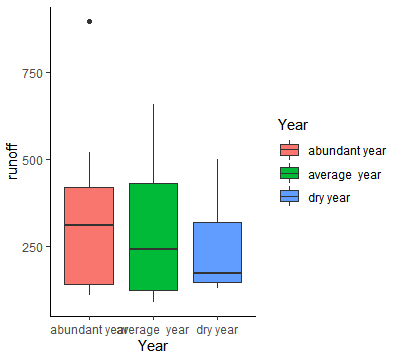 750
500
250
runoff
abundant year average  year dry year
Year
Year
abundant year
average  year
dry year